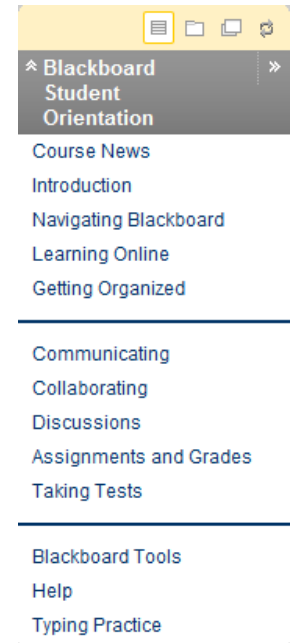 Blackboard
Student
Orientation
Course News
Introduction
Navigating Blackboard
Learning Online
Getting Organized
Communicating
Collaborating
Discussions
Assignments and Grades
Taking Tests
Blackboard Tools
Help
Typing Practice